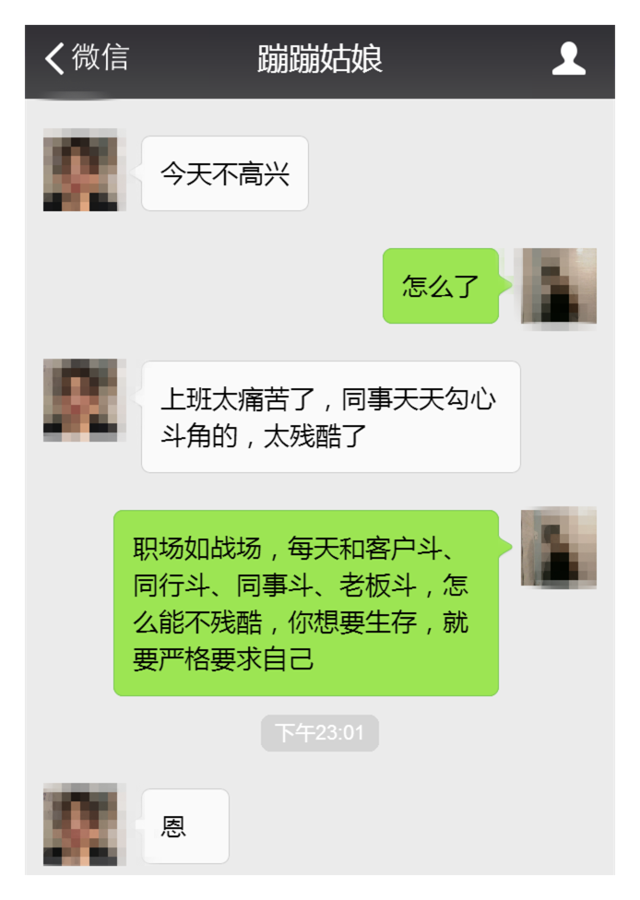 微信
蹦蹦姑娘
今天不高兴
怎么了
上班太痛苦了，同事天天勾心
斗角的，太残酷了
职场如战场，每天和客户斗、
同行斗、同事斗、老板斗，怎
么能不残酷，你想要生存，就
要严格要求自己
下午23:01
恩